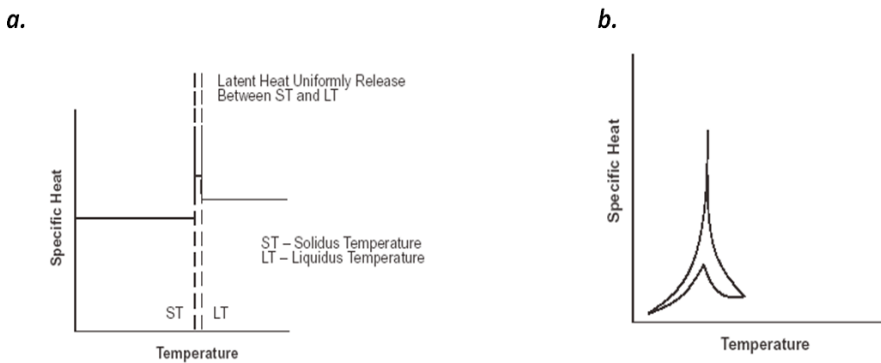 a.
Latent Heat Uniformly Release
Between ST and LT
Specific Heat
ST – Solidus Temperature
LT – Liquidus Temperature
ST
LT
Temperature
b.
Specific Heat
Temperature